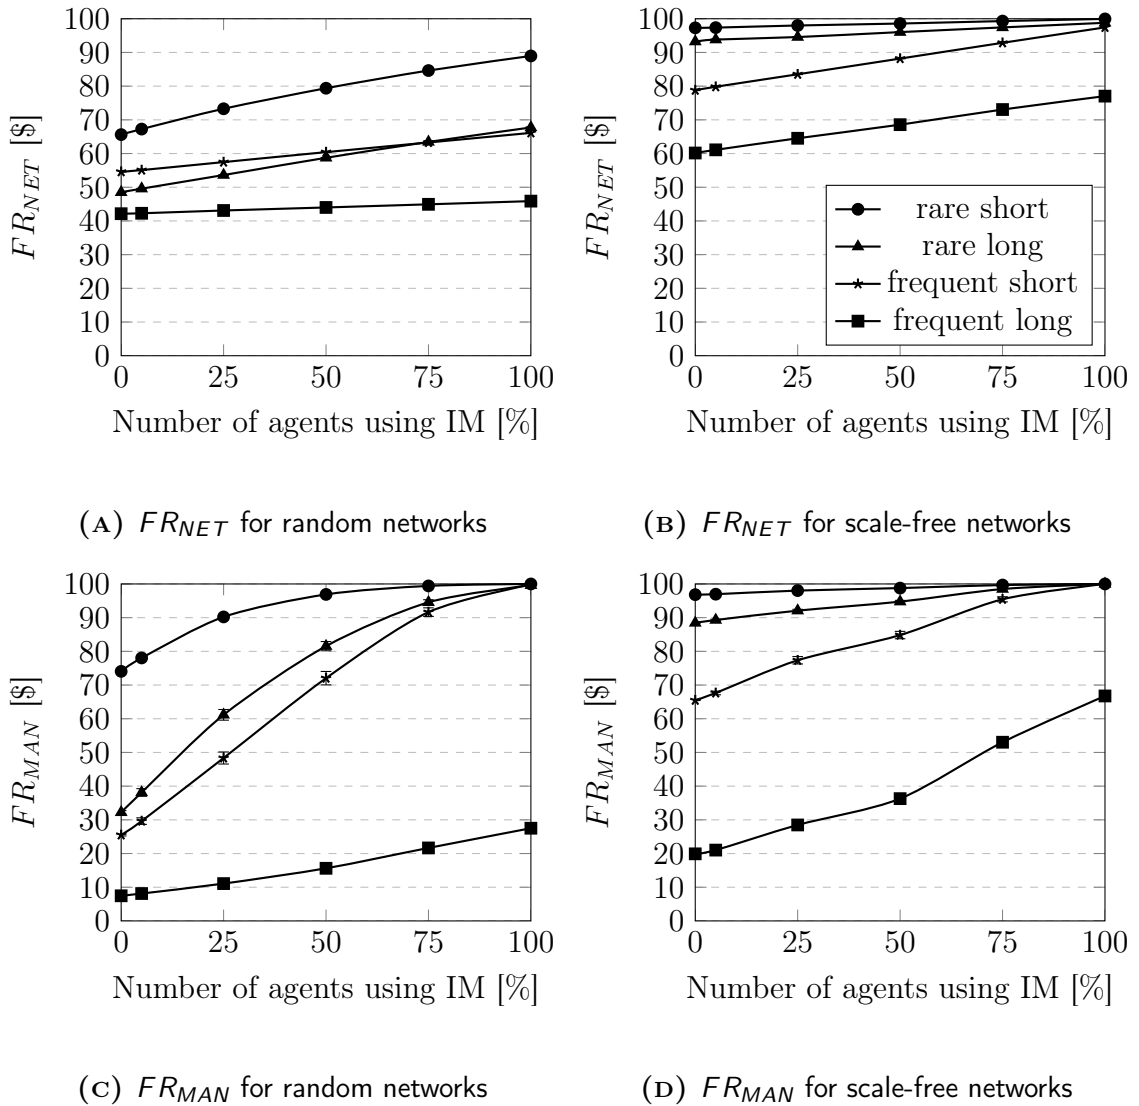 100
90
80
70
60
50
40
30
20
10
0
FR_NET [$]
0 25 50 75 100
Number of agents using IM [%]
(A) FR_NET for random networks
100
90
80
70
60
50
40
30
20
10
0
FR_NET [$]
rare short
rare long
frequent short
frequent long
0 25 50 75 100
Number of agents using IM [%]
(B) FR_NET for scale-free networks
100
90
80
70
60
50
40
30
20
10
0
FR_MAN [$]
0 25 50 75 100
Number of agents using IM [%]
(C) FR_MAN for random networks
100
90
80
70
60
50
40
30
20
10
0
FR_MAN [$]
0 25 50 75 100
Number of agents using IM [%]
(D) FR_MAN for scale-free networks